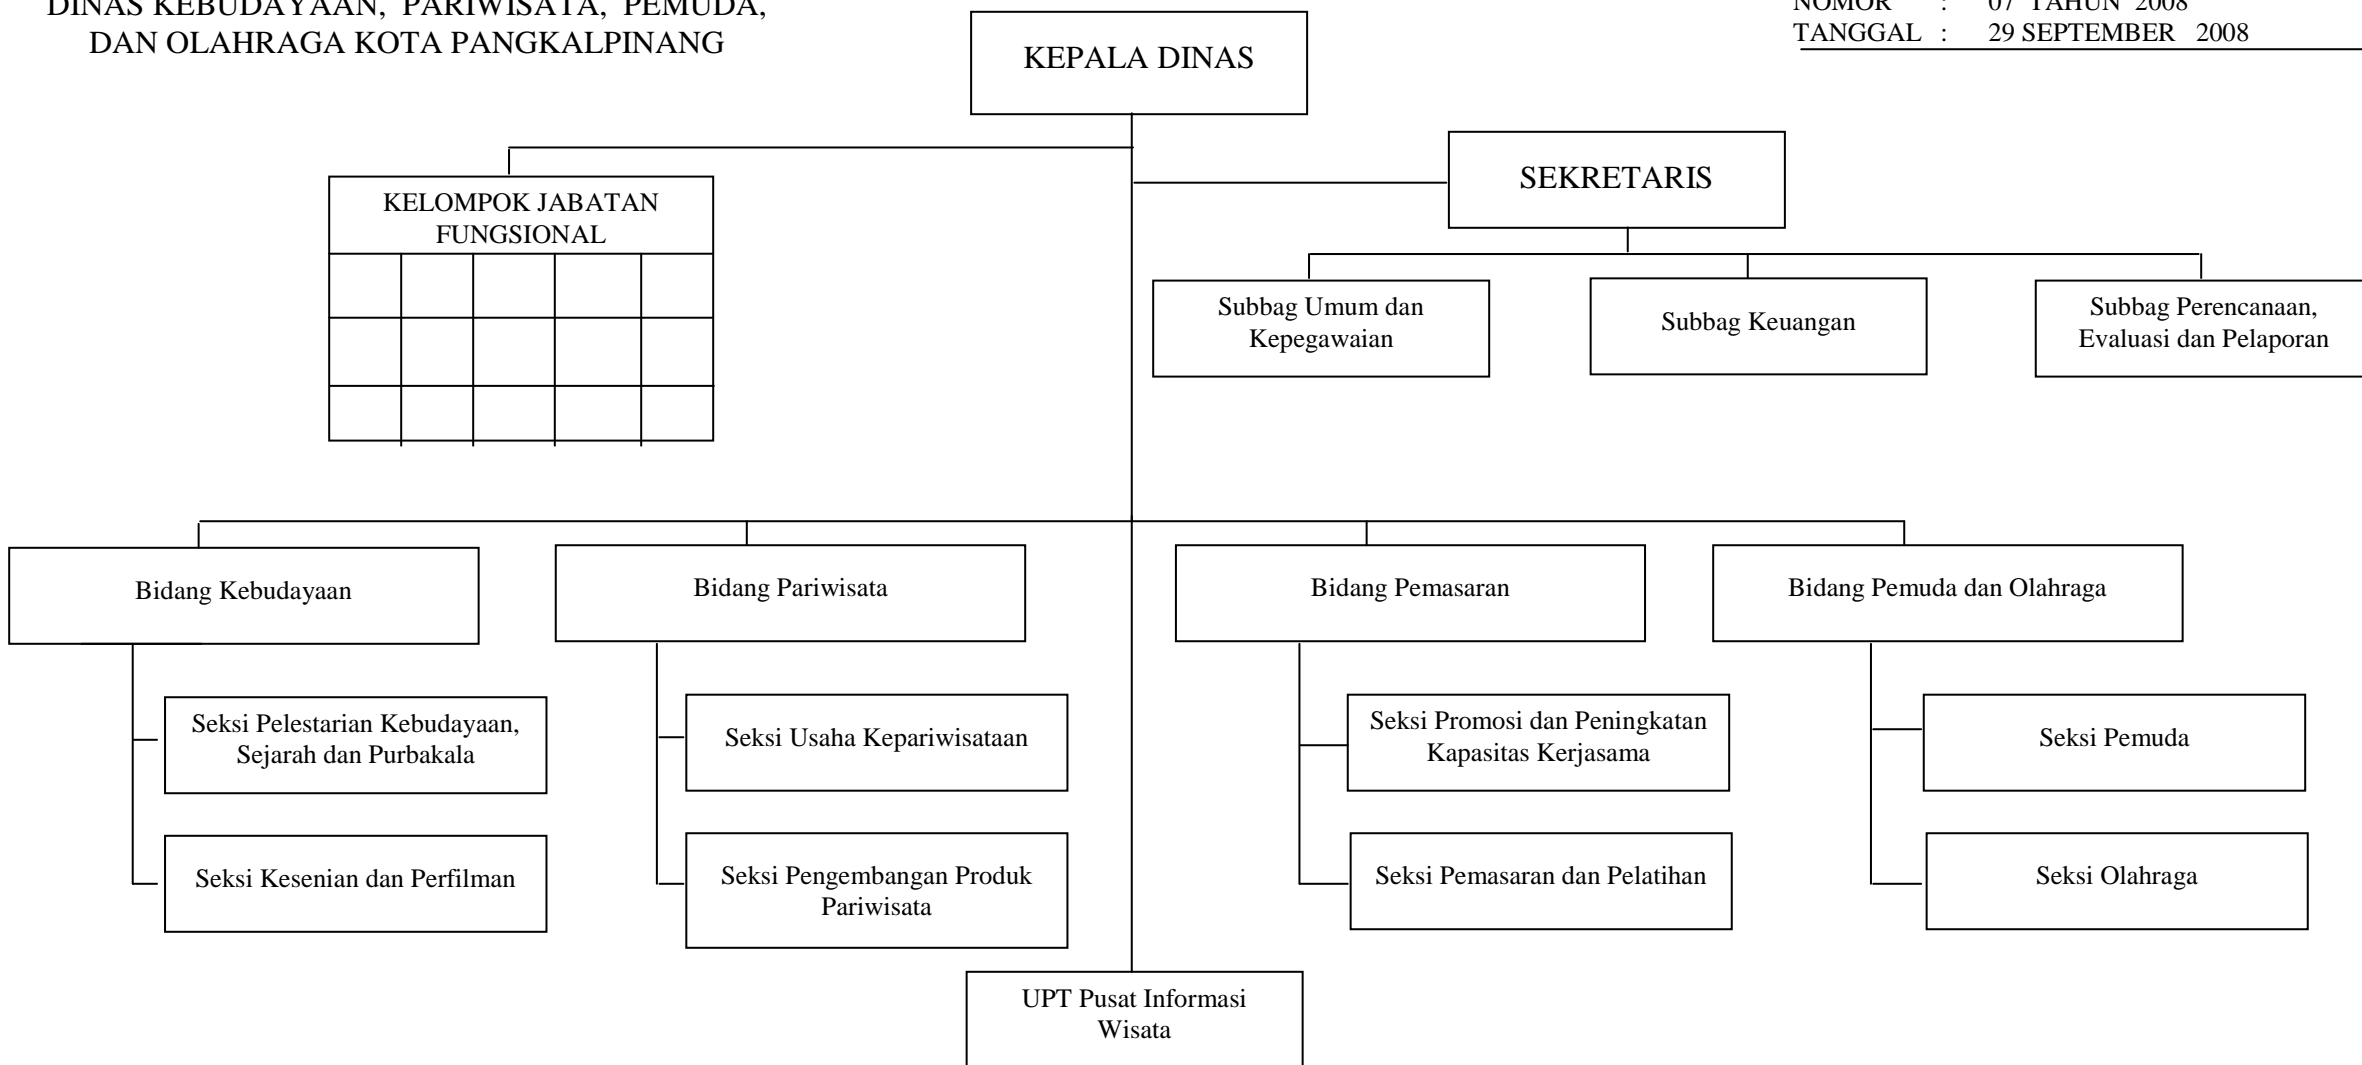 DINAS KEBUDAYAAN, PARIWISATA, PEMUDA,
DAN OLAHRAGA KOTA PANGKALPINANG
NOMOR : 07 TAHUN 2008
TANGGAL : 29 SEPTEMBER 2008
KEPALA DINAS
SEKRETARIS
KELOMPOK JABATAN
FUNGSIONAL
Subbag Umum dan
Kepegawaian
Subbag Keuangan
Subbag Perencanaan,
Evaluasi dan Pelaporan
Bidang Kebudayaan
Bidang Pariwisata
Bidang Pemasaran
Bidang Pemuda dan Olahraga
Seksi Pelestarian Kebudayaan,
Sejarah dan Purbakala
Seksi Usaha Kepariwisataan
Seksi Promosi dan Peningkatan
Kapasitas Kerjasama
Seksi Pemuda
Seksi Kesenian dan Perfilman
Seksi Pengembangan Produk
Pariwisata
Seksi Pemasaran dan Pelatihan
Seksi Olahraga
UPT Pusat Informasi
Wisata